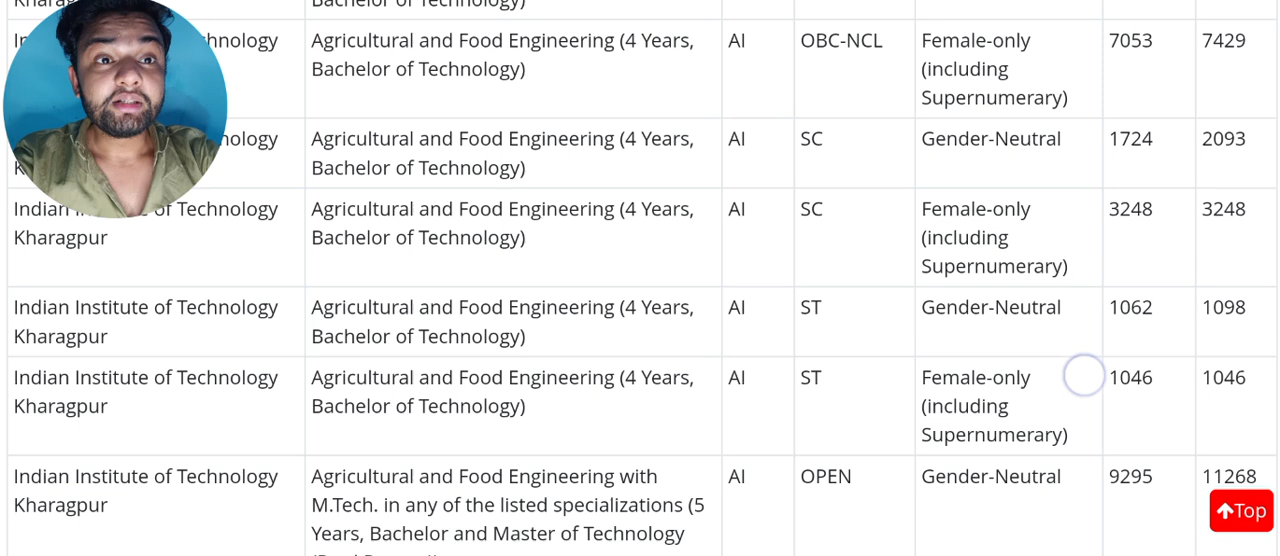 Bachelor of Technology)
hnology Agricultural and Food Engineering (4 Years, AI OBC-NCL Female-only 7053 7429
Bachelor of Technology) (including
Supernumerary)
nology Agricultural and Food Engineering (4 Years, AI SC Gender-Neutral 1724 2093
Bachelor of Technology)
Indian of Technology Agricultural and Food Engineering (4 Years, AI SC Female-only 3248 3248
Kharagpur Bachelor of Technology) (including
Supernumerary)
Indian Institute of Technology Agricultural and Food Engineering (4 Years, AI ST Gender-Neutral 1062 1098
Kharagpur Bachelor of Technology)
Indian Institute of Technology Agricultural and Food Engineering (4 Years, AI ST Female-only 1046 1046
Kharagpur Bachelor of Technology) (including
Supernumerary)
Indian Institute of Technology Agricultural and Food Engineering with AI OPEN Gender-Neutral 9295 11268
Kharagpur M.Tech. in any of the listed specializations (5
Years, Bachelor and Master of Technology
Top